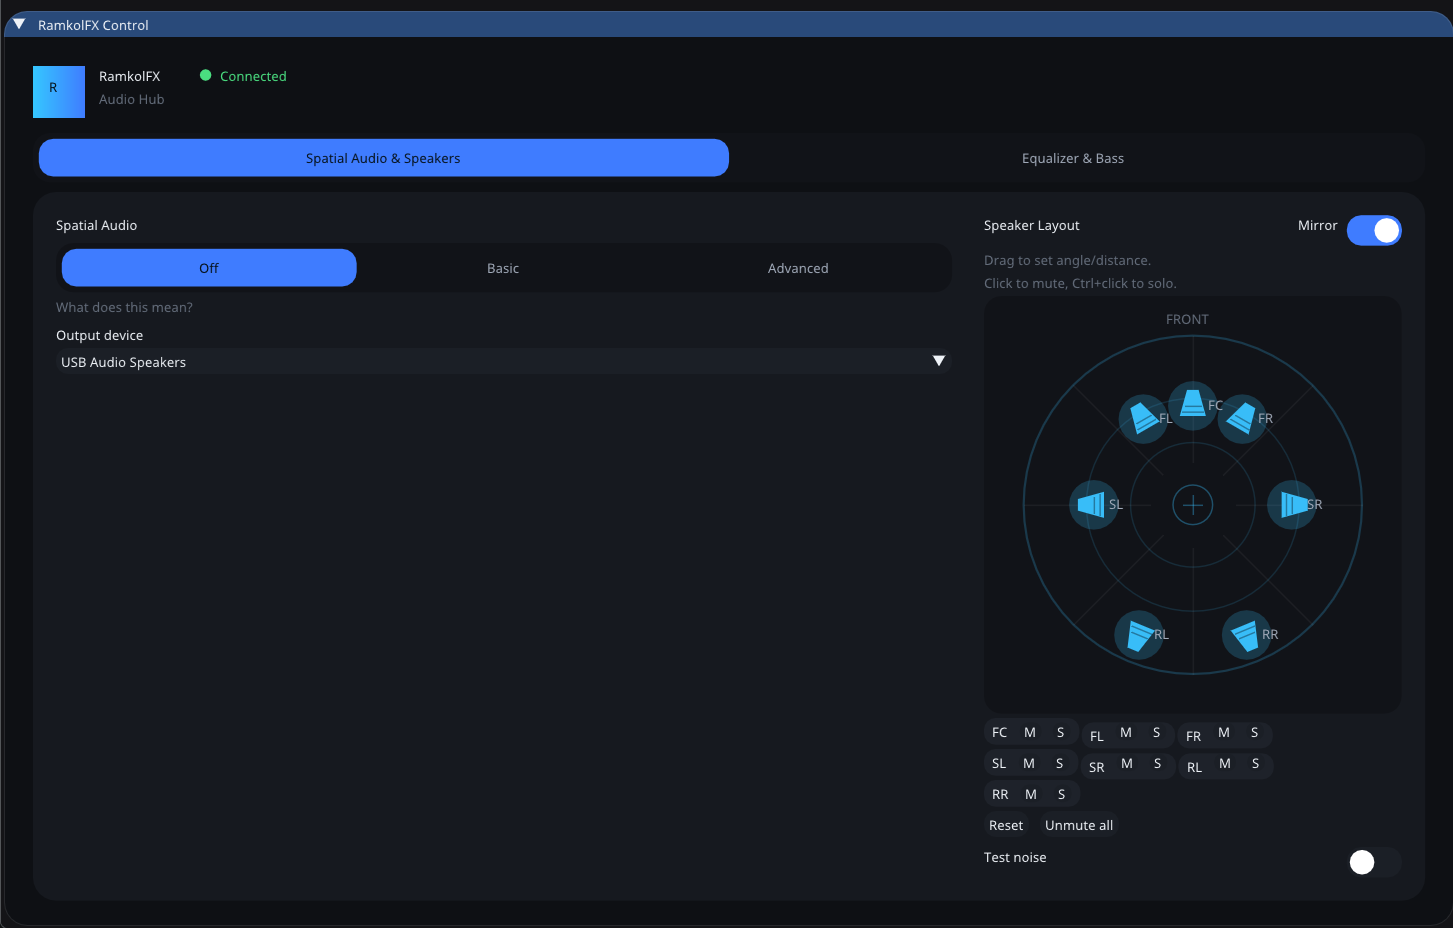 RamkolFX Control
R
RamkolFX
Connected
Audio Hub
Spatial Audio & Speakers
Equalizer & Bass
Spatial Audio
Off
Basic
Advanced
What does this mean?
Output device
USB Audio Speakers
Speaker Layout
Mirror
Drag to set angle/distance.
Click to mute, Ctrl+click to solo.
FRONT
FL
FC
FR
SL
SR
RL
RR
FC M S
FL M S
FR M S
SL M S
SR M S
RL M S
RR M S
Reset
Unmute all
Test noise